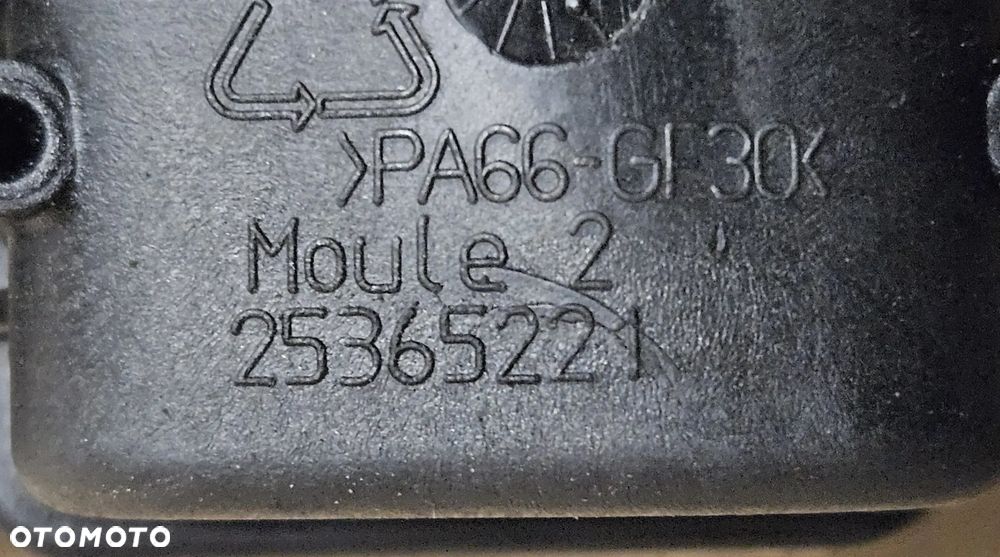 >PA66-GF30<
Moule 2
25365221
OTOMOTO